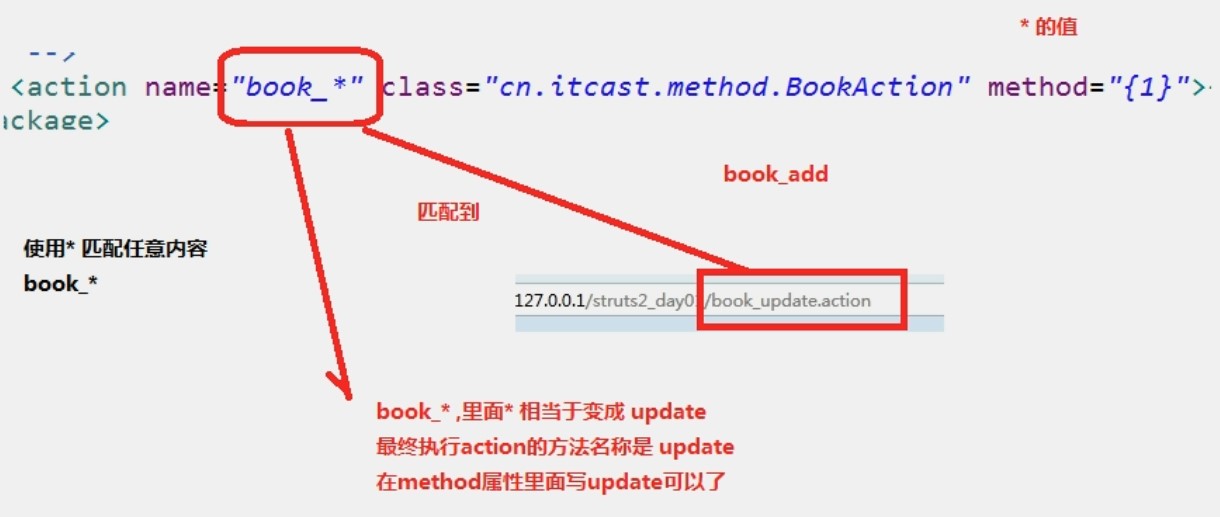 * 的值
-->
<action name="book_*" class="cn.itcast.method.BookAction" method="{1}">
ackage>
book_add
匹配到
使用* 匹配任意内容
book_*
127.0.0.1/struts2_day0 /book_update.action
book_* ,里面* 相当于变成 update
最终执行action的方法名称是 update
在method属性里面写update可以了